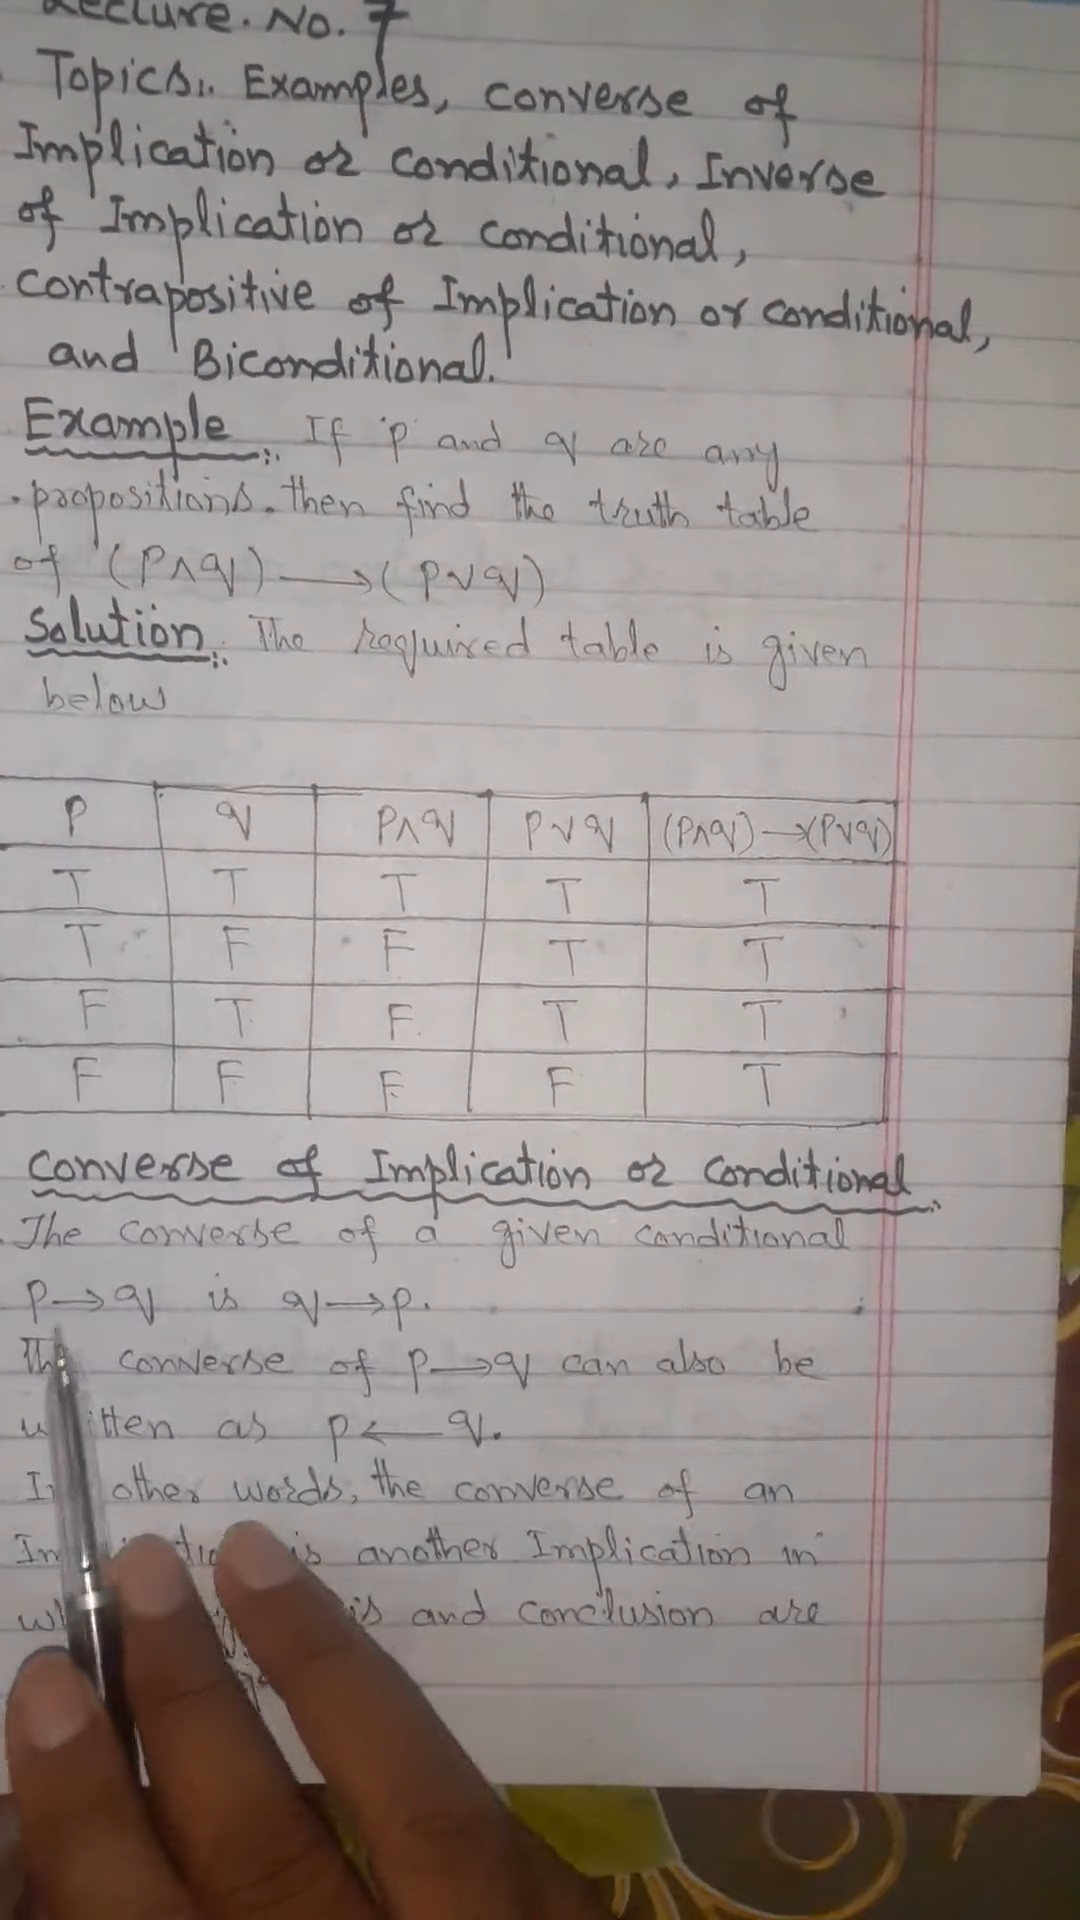 Lecture. No. 7
Topics:. Examples, converse of
Implication or conditional, Inverse
of Implication or conditional,
contrapositive of Implication or conditional,
and Biconditional.
Example:. If p and q are any
propositions. then find the truth table
of (p∧q) → (p∨q)
Solution:. The required table is given
below
p q p∧q p∨q (p∧q)→(p∨q)
T T T T T
T F F T T
F T F T T
F F F F T
Converse of Implication or Conditional:.
The converse of a given conditional
p→q is q→p.
converse of p→q can also be
as p← q.
other words, the converse of an
is another Implication in
and conclusion are